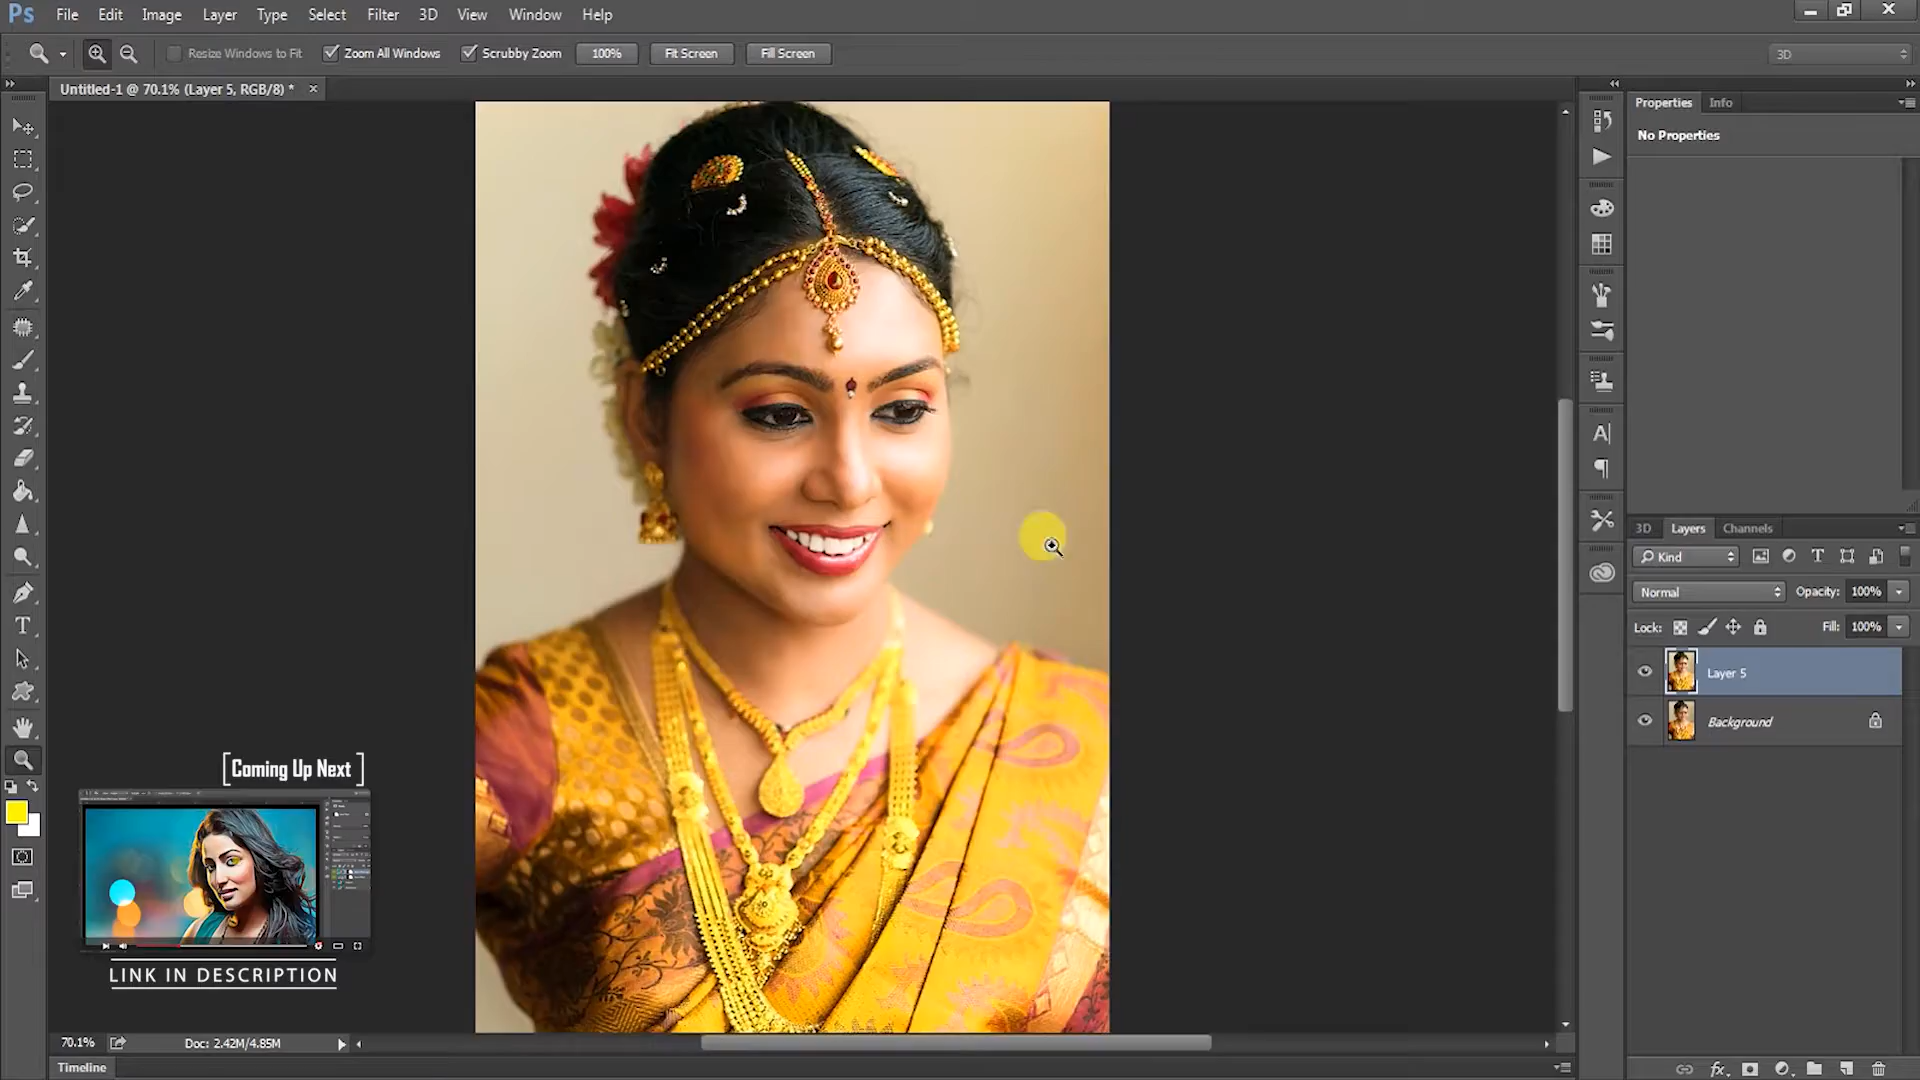 Ps File Edit Image Layer Type Select Filter 3D View Window Help
Resize Windows to Fit Zoom All Windows Scrubby Zoom 100% Fit Screen Fill Screen 3D
Untitled-1 @ 70.1% (Layer 5, RGB/8) *
Properties Info
No Properties
3D Layers Channels
Kind
Normal Opacity: 100%
Lock: Fill: 100%
Layer 5
Background
[Coming Up Next]
LINK IN DESCRIPTION
70.1% Doc: 2.42M/4.85M
Timeline